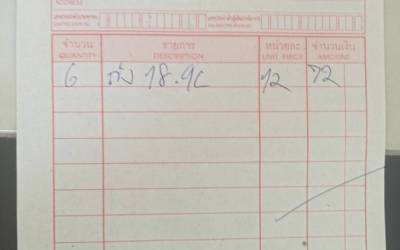 ADDRESS
จำนวน รายการ หน่วยละ จำนวนเงิน
QUANTITY DESCRIPTION UNIT PRICE AMOUNT
6 ถัง 18.9L 12 72